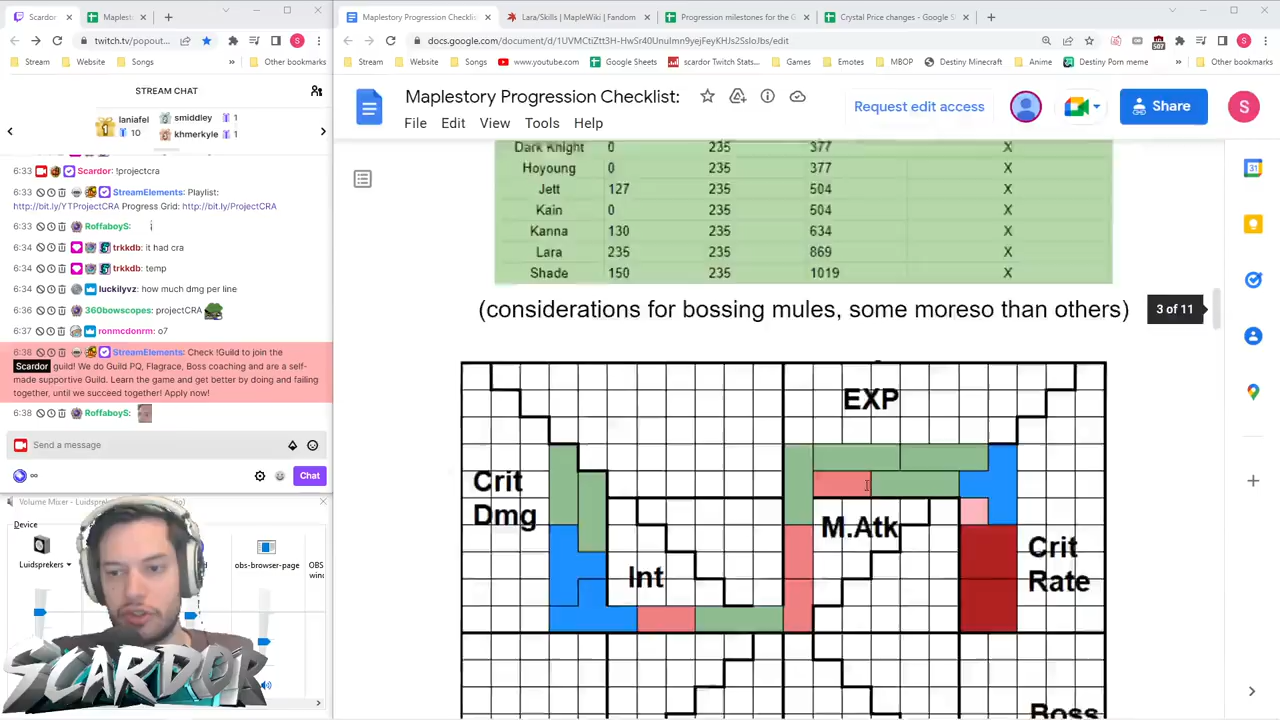 Scardor
Maplest
twitch.tv/popout
Stream
Website
Songs
Other bookmarks
STREAM CHAT
laniafel
10
smiddley 1
khmerkyle 1
6:33 Scardor: !projectcra
6:33 StreamElements: Playlist:
http://bit.ly/YTProjectCRA Progress Grid: http://bit.ly/ProjectCRA
6:33 RoffaboyS:
6:34 trkkdb: it had cra
6:34 trkkdb: temp
6:34 luckilyvz: how much dmg per line
6:36 360bowscopes: projectCRA
6:37 ronmcdonrm: o7
6:38 StreamElements: Check !Guild to join the
Scardor guild! We do Guild PQ, Flagrace, Boss coaching and are a self-
made supportive Guild. Learn the game and get better by doing and failing
together, until we succeed together! Apply now!
6:38 RoffaboyS:
Send a message
Chat
Volume Mixer - Luidsprekers
Device
Luidsprekers
obs-browser-page
OBS
SCARDOR
Maplestory Progression Checklist
Lara/Skills | MapleWiki | Fandom
Progression milestones for the G
Crystal Price changes - Google S
docs.google.com/document/d/1UVMCtiZtt3H-HwSr40UnuImn9yejFeyKHJs2SsIoJbs/edit
507
Stream
Website
Songs
www.youtube.com
Google Sheets
scardor Twitch Stats...
Games
Emotes
MBOP
Destiny Minecraft
Anime
Destiny Porn meme
Other bookmarks
Maplestory Progression Checklist:
File Edit View Tools Help
Request edit access
Share
S
Dark Knight 0 235 377 X
Hoyoung 0 235 377 X
Jett 127 235 504 X
Kain 0 235 504 X
Kanna 130 235 634 X
Lara 235 235 869 X
Shade 150 235 1019 X
(considerations for bossing mules, some moreso than others)
3 of 11
EXP
Crit
Dmg
Int
M.Atk
Crit
Rate
Boss